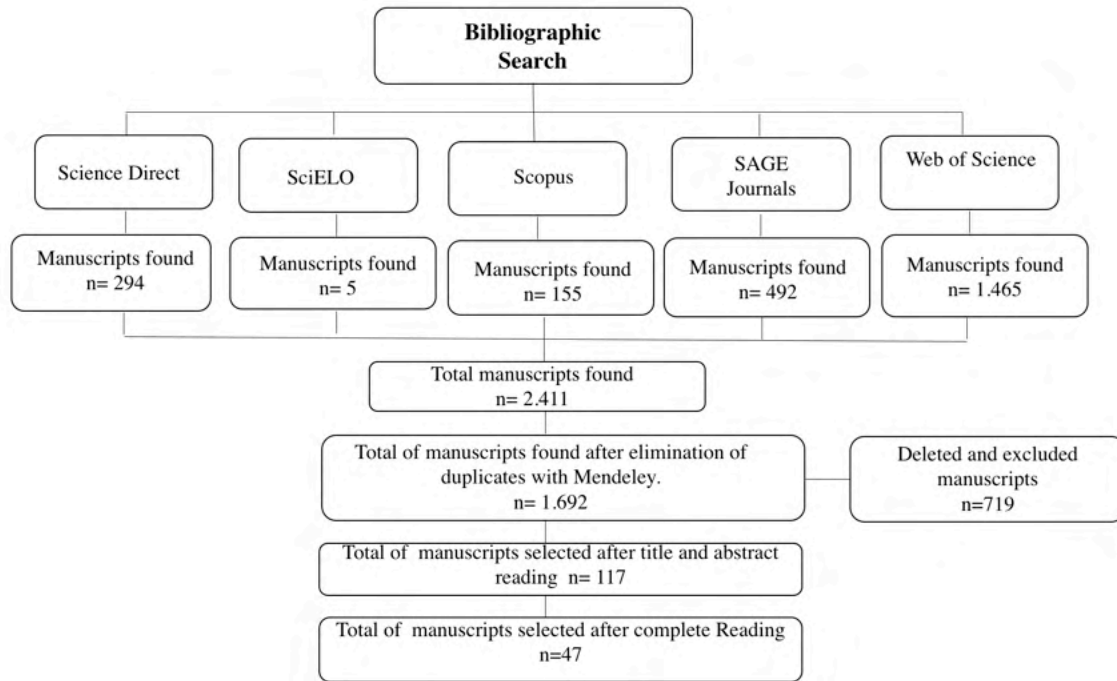 Bibliographic
Search
Science Direct
SciELO
Scopus
SAGE
Journals
Web of Science
Manuscripts found
n= 294
Manuscripts found
n= 5
Manuscripts found
n= 155
Manuscripts found
n= 492
Manuscripts found
n= 1.465
Total manuscripts found
n= 2.411
Total of manuscripts found after elimination of
duplicates with Mendeley.
n= 1.692
Deleted and excluded
manuscripts
n=719
Total of manuscripts selected after title and abstract
reading n= 117
Total of manuscripts selected after complete Reading
n=47